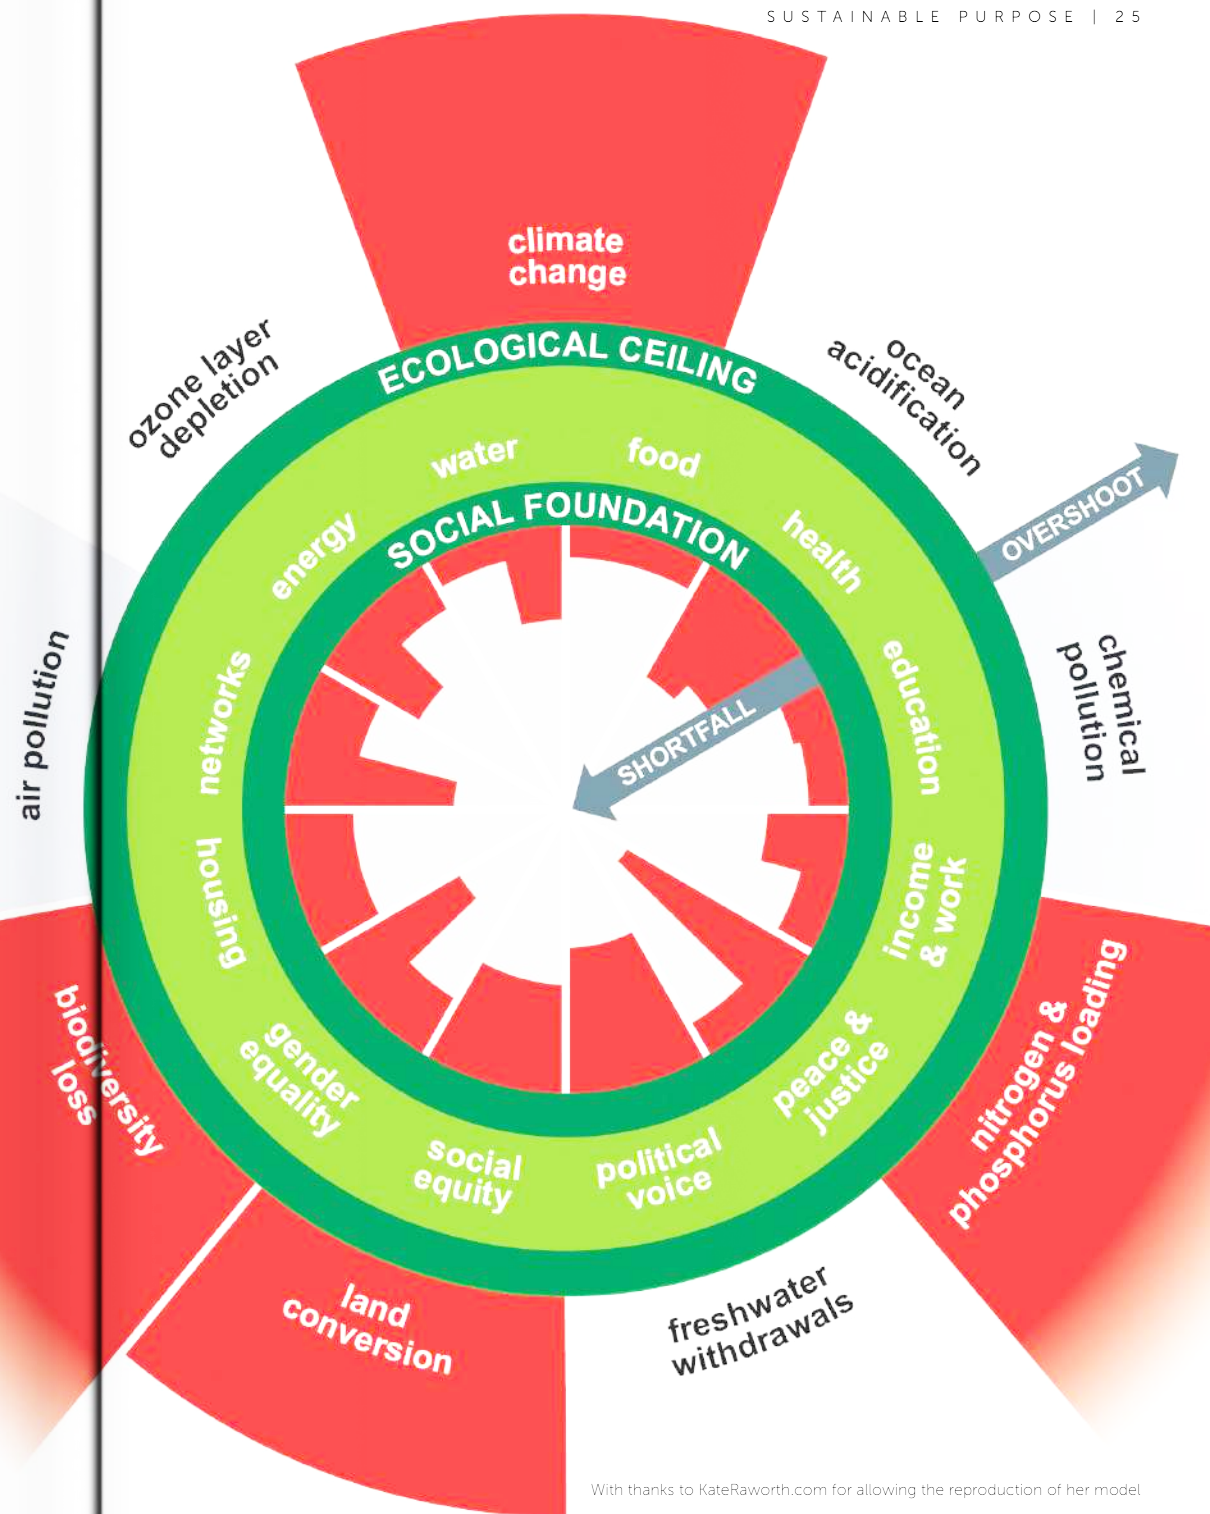 SUSTAINABLE PURPOSE | 25
climate
change
ECOLOGICAL CEILING
ozone layer
depletion
ocean
acidification
water
food
SOCIAL FOUNDATION
energy
health
OVERSHOOT
air pollution
networks
education
chemical
pollution
SHORTFALL
housing
income
& work
biodiversity
loss
gender
equality
peace &
justice
nitrogen &
phosphorus loading
social
equity
political
voice
land
conversion
freshwater
withdrawals
With thanks to KateRaworth.com for allowing the reproduction of her model